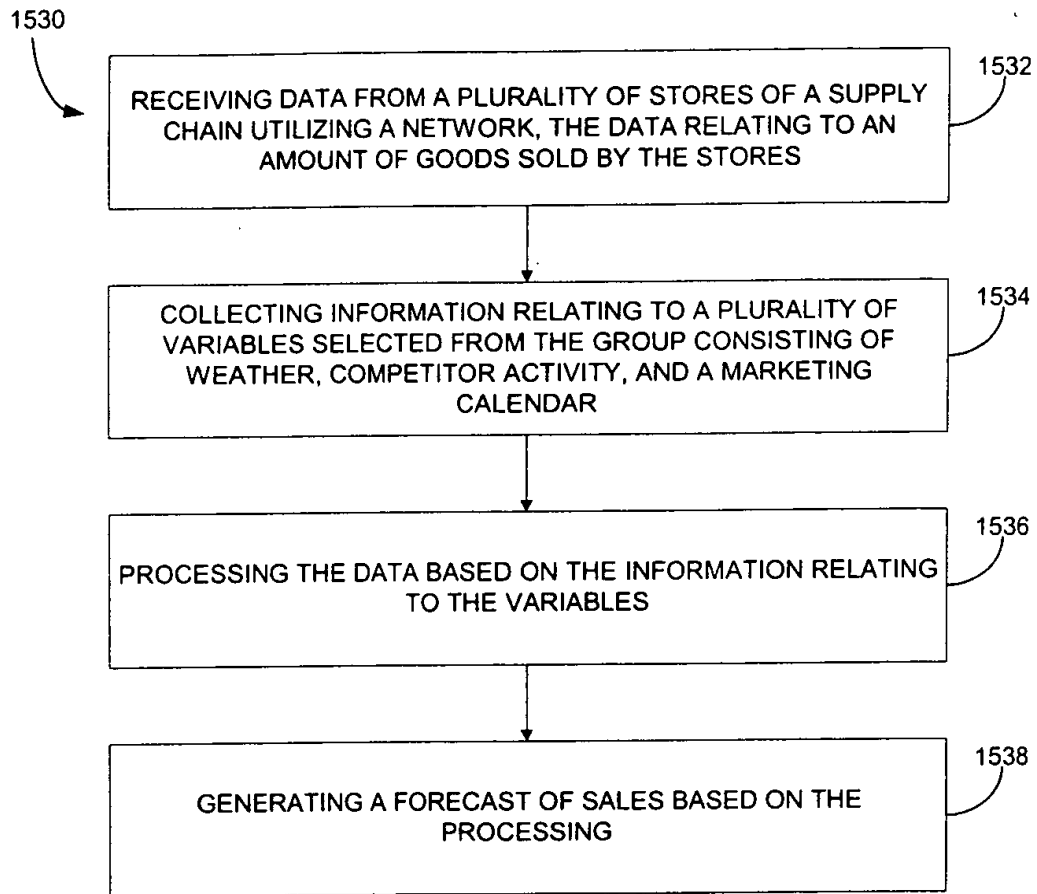 1530
1532
RECEIVING DATA FROM A PLURALITY OF STORES OF A SUPPLY
CHAIN UTILIZING A NETWORK, THE DATA RELATING TO AN
AMOUNT OF GOODS SOLD BY THE STORES
1534
COLLECTING INFORMATION RELATING TO A PLURALITY OF
VARIABLES SELECTED FROM THE GROUP CONSISTING OF
WEATHER, COMPETITOR ACTIVITY, AND A MARKETING
CALENDAR
1536
PROCESSING THE DATA BASED ON THE INFORMATION RELATING
TO THE VARIABLES
1538
GENERATING A FORECAST OF SALES BASED ON THE
PROCESSING